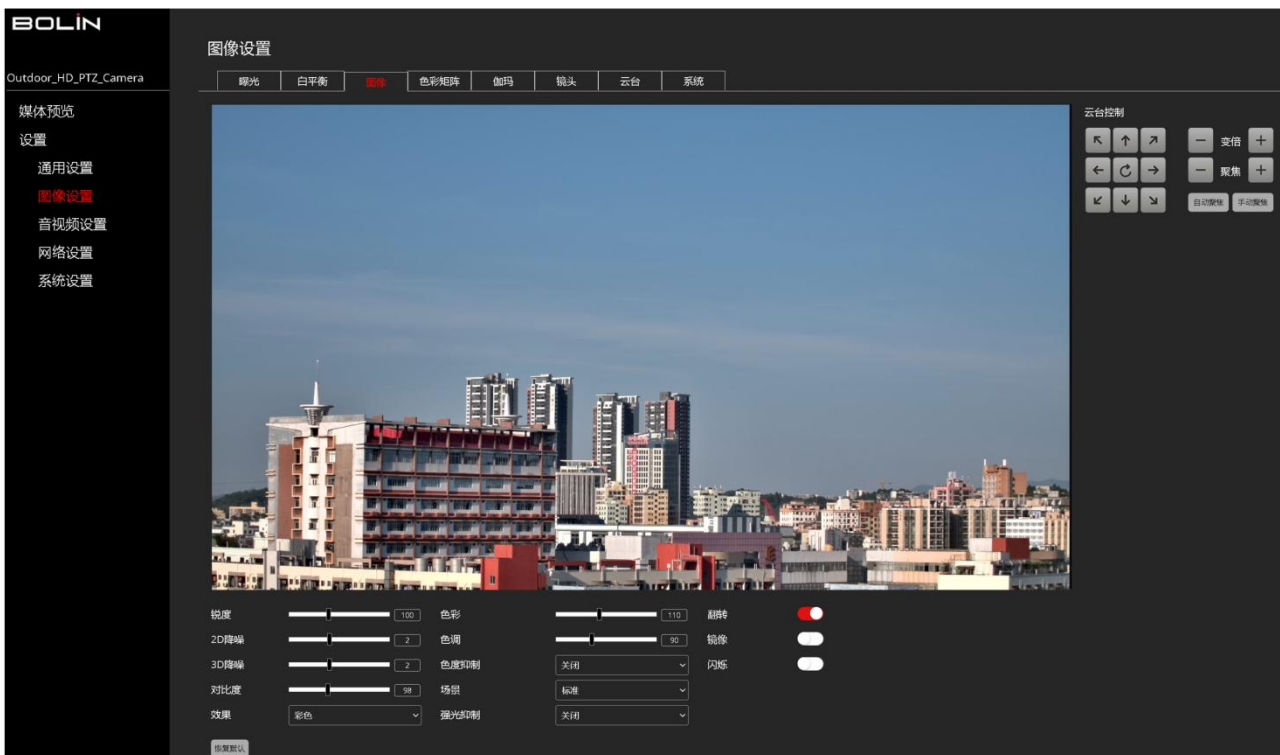 BOLIN
Outdoor_HD_PTZ_Camera
媒体预览
设置
通用设置
图像设置
音视频设置
网络设置
系统设置
图像设置
曝光 白平衡 图像 色彩矩阵 伽玛 镜头 云台 系统
云台控制
变倍
聚焦
自动聚焦 手动聚焦
锐度 100 色彩 110 翻转
2D降噪 2 色调 90 镜像
3D降噪 2 色度抑制 关闭 闪烁
对比度 98 场景 标准
效果 彩色 强光抑制 关闭
恢复默认